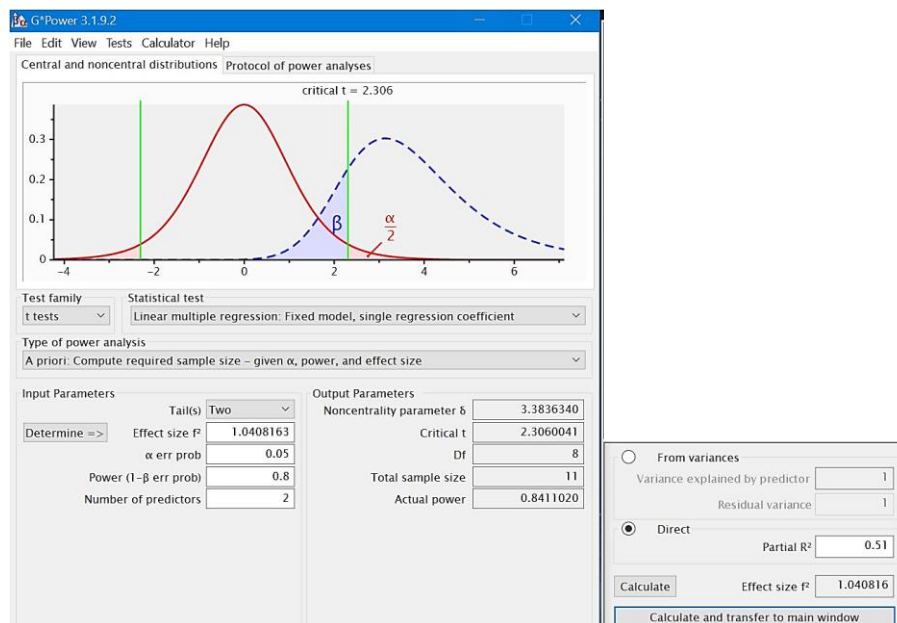 G*Power 3.1.9.2
File Edit View Tests Calculator Help
Central and noncentral distributions Protocol of power analyses
critical t = 2.306
0.3
0.2
0.1
0
β
α
2
-4 -2 0 2 4 6
Test family Statistical test
t tests Linear multiple regression: Fixed model, single regression coefficient
Type of power analysis
A priori: Compute required sample size - given α, power, and effect size
Input Parameters Output Parameters
Tail(s) Two Noncentrality parameter δ 3.3836340
Determine => Effect size f² 1.0408163 Critical t 2.3060041
α err prob 0.05 Df 8
Power (1-β err prob) 0.8 Total sample size 11
Number of predictors 2 Actual power 0.8411020
From variances
Variance explained by predictor 1
Residual variance 1
Direct
Partial R² 0.51
Calculate Effect size f² 1.040816
Calculate and transfer to main window